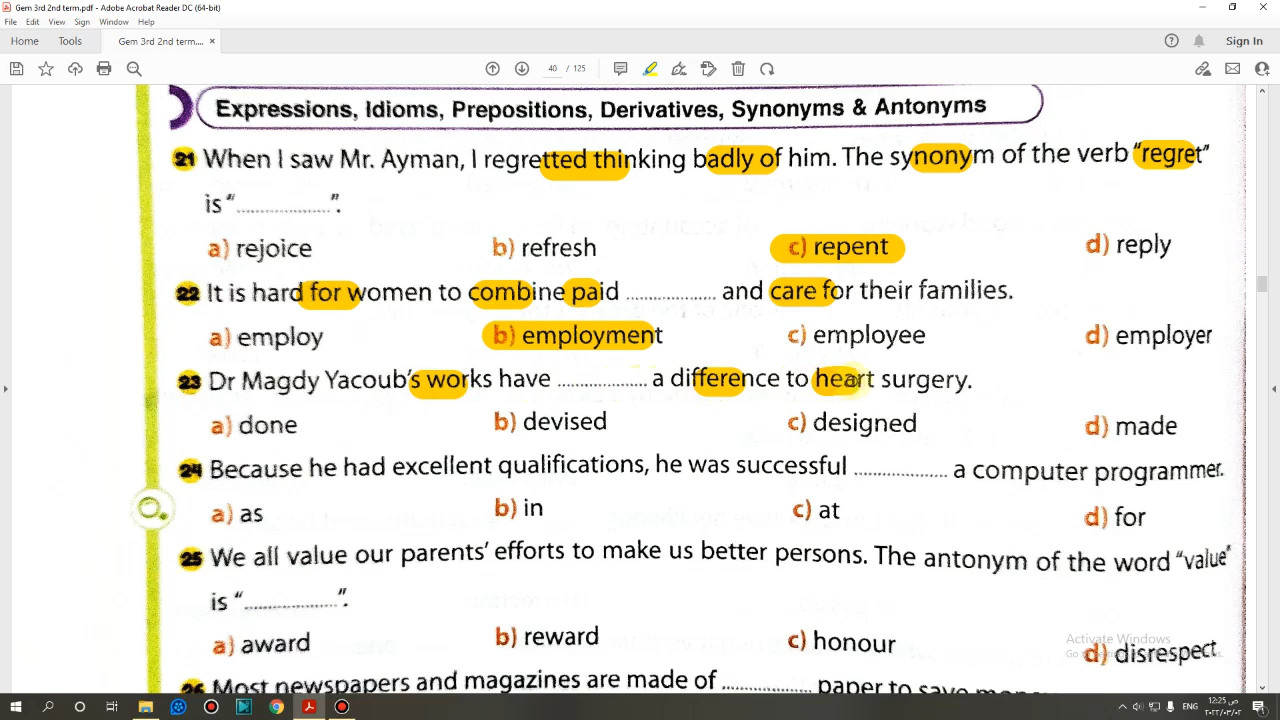 Gem 3rd 2nd term.pdf - Adobe Acrobat Reader DC (64-bit)
File Edit View Sign Window Help
Home Tools Gem 3rd 2nd term.... × Sign In
40 / 125
Expressions, Idioms, Prepositions, Derivatives, Synonyms & Antonyms
21 When I saw Mr. Ayman, I regretted thinking badly of him. The synonym of the verb "regret"
is "..............".
a) rejoice b) refresh c) repent d) reply
22 It is hard for women to combine paid .............. and care for their families.
a) employ b) employment c) employee d) employer
23 Dr Magdy Yacoub's works have .............. a difference to heart surgery.
a) done b) devised c) designed d) made
24 Because he had excellent qualifications, he was successful .............. a computer programmer.
a) as b) in c) at d) for
25 We all value our parents' efforts to make us better persons. The antonym of the word "value"
is "..............".
a) award b) reward c) honour d) disrespect
Activate Windows
26 Most newspapers and magazines are made of .............. paper to save money
ENG 12:25 ص
٢٠٢٢/٠٢/٠٢